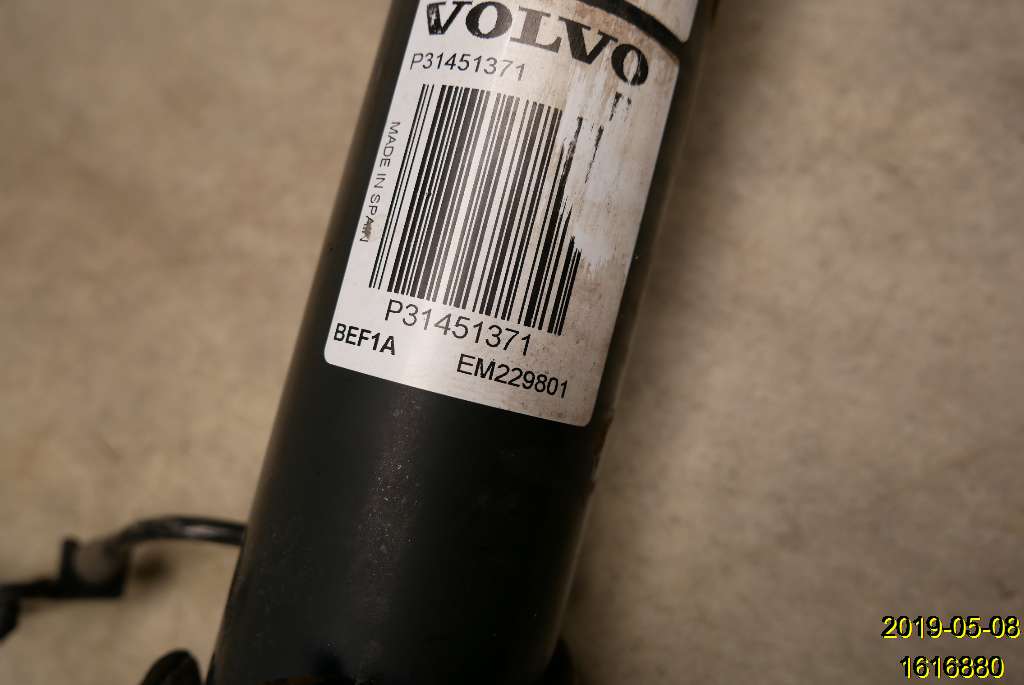 VOLVO
P31451371
MADE IN SPAIN
P31451371
BEF1A
EM229801
2019-05-08
1616880